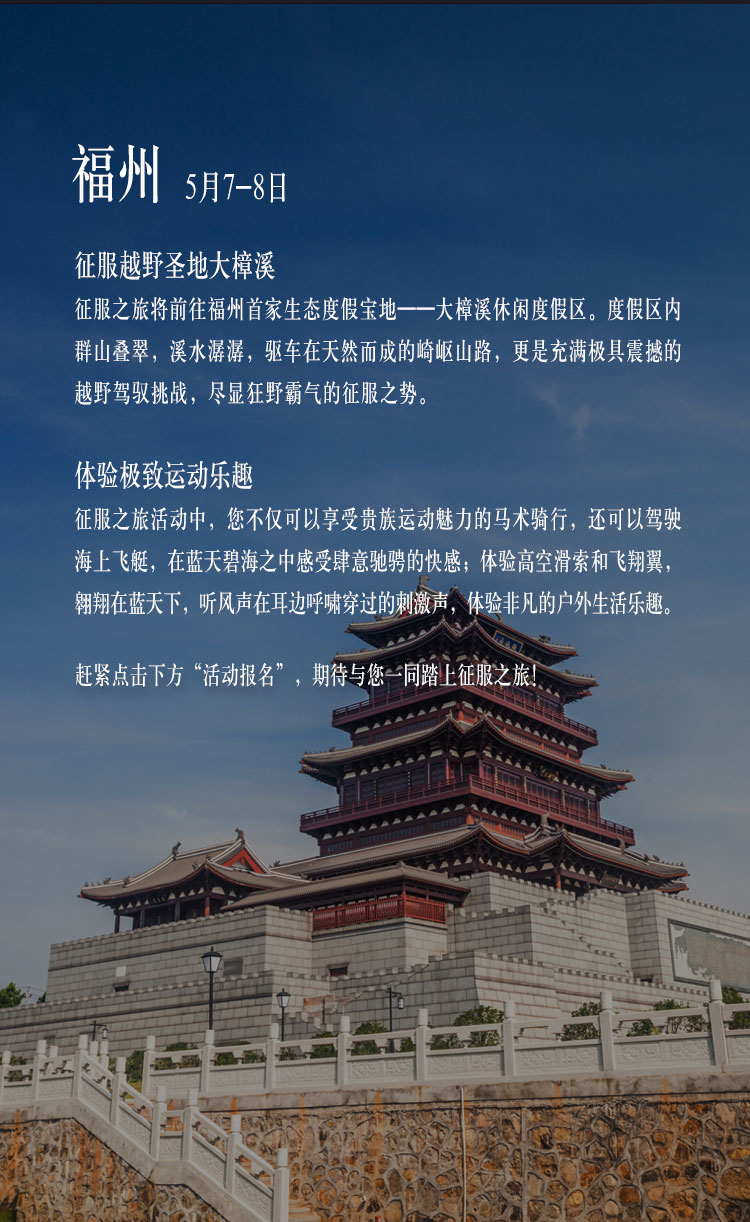 福州 5月7-8日
征服越野圣地大樟溪
征服之旅将前往福州首家生态度假宝地——大樟溪休闲度假区。度假区内
群山叠翠，溪水潺潺，驱车在天然而成的崎岖山路，更是充满极具震撼的
越野驾驭挑战，尽显狂野霸气的征服之势。
体验极致运动乐趣
征服之旅活动中，您不仅可以享受贵族运动魅力的马术骑行，还可以驾驶
海上飞艇，在蓝天碧海之中感受肆意驰骋的快感；体验高空滑索和飞翔翼，
翱翔在蓝天下，听风声在耳边呼啸穿过的刺激声，体验非凡的户外生活乐趣。
赶紧点击下方“活动报名”，期待与您一同踏上征服之旅！